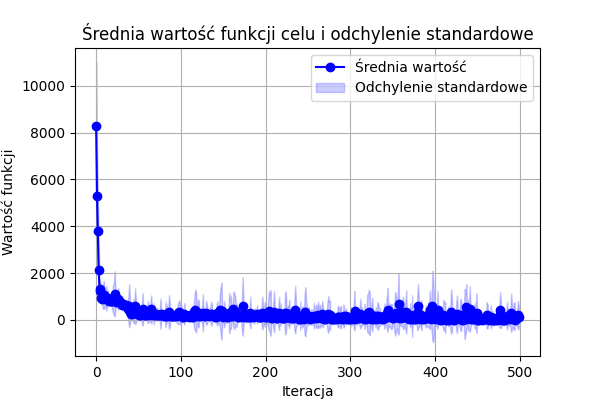 Średnia wartość funkcji celu i odchylenie standardowe
Średnia wartość
Odchylenie standardowe
Wartość funkcji
10000
8000
6000
4000
2000
0
0 100 200 300 400 500
Iteracja